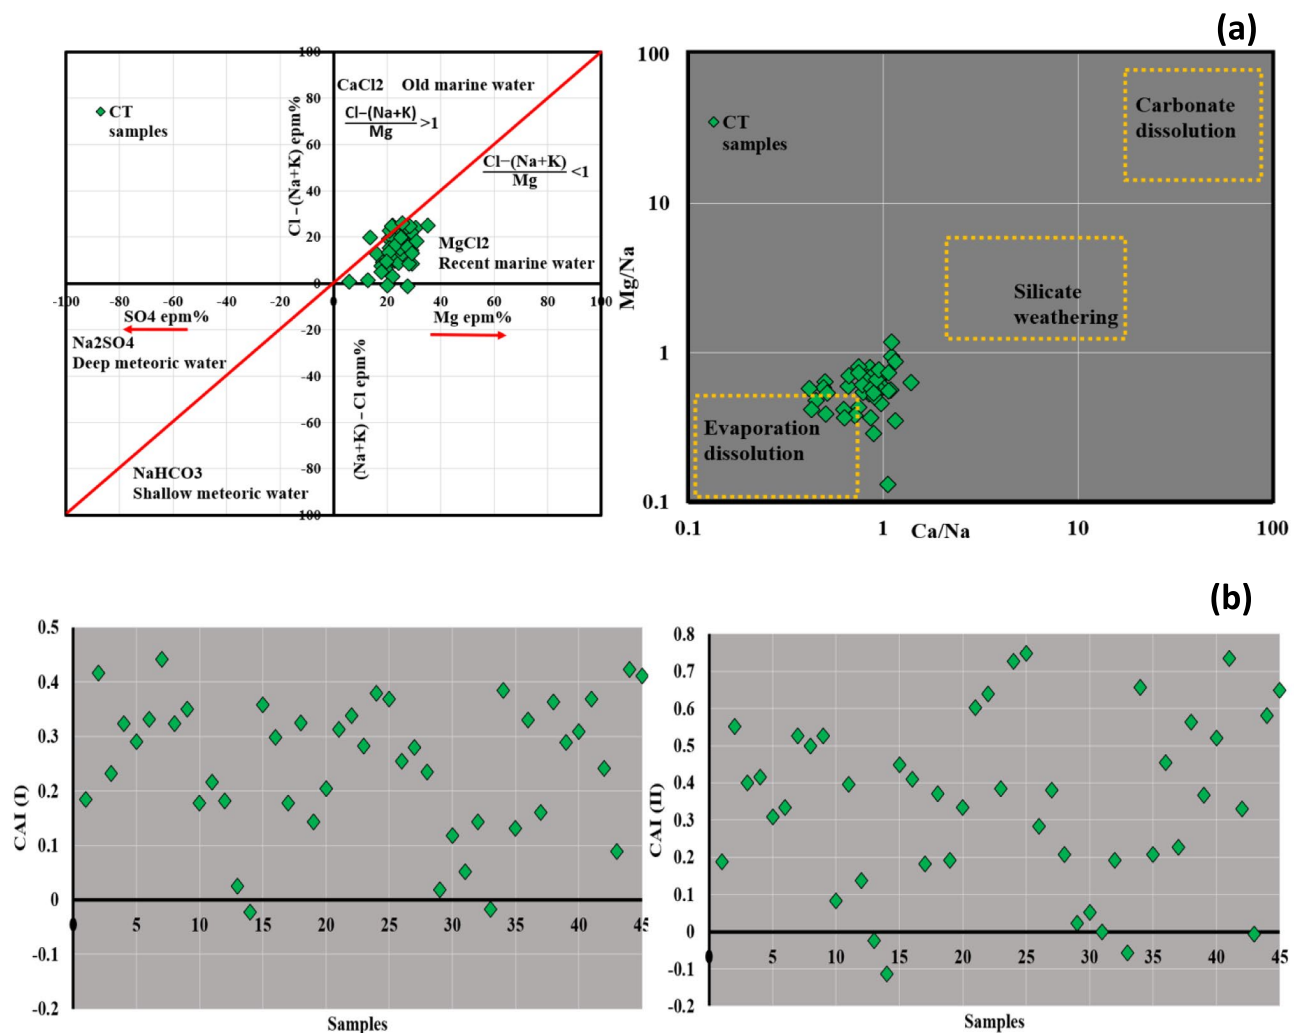 (a)
100
80
60
40
20
0
-20
-40
-60
-80
100
-100
-80
-60
-40
-20
0
20
40
60
80
100
CT
samples
CaCl2 Old marine water
Cl−(Na+K)
Mg
>1
Cl−(Na+K)
Mg
<1
Cl −(Na+K) epm%
MgCl2
Recent marine water
SO4 epm%
Mg epm%
Na2SO4
Deep meteoric water
(Na+K) – Cl epm%
NaHCO3
Shallow meteoric water
100
10
1
0.1
Mg/Na
CT
samples
Carbonate
dissolution
Silicate
weathering
Evaporation
dissolution
0.1
1
10
100
Ca/Na
(b)
0.5
0.4
0.3
0.2
0.1
0
-0.1
-0.2
CAI (I)
0
5
10
15
20
25
30
35
40
45
Samples
0.8
0.7
0.6
0.5
0.4
0.3
0.2
0.1
0
-0.1
-0.2
CAI (II)
0
5
10
15
20
25
30
35
40
45
Samples